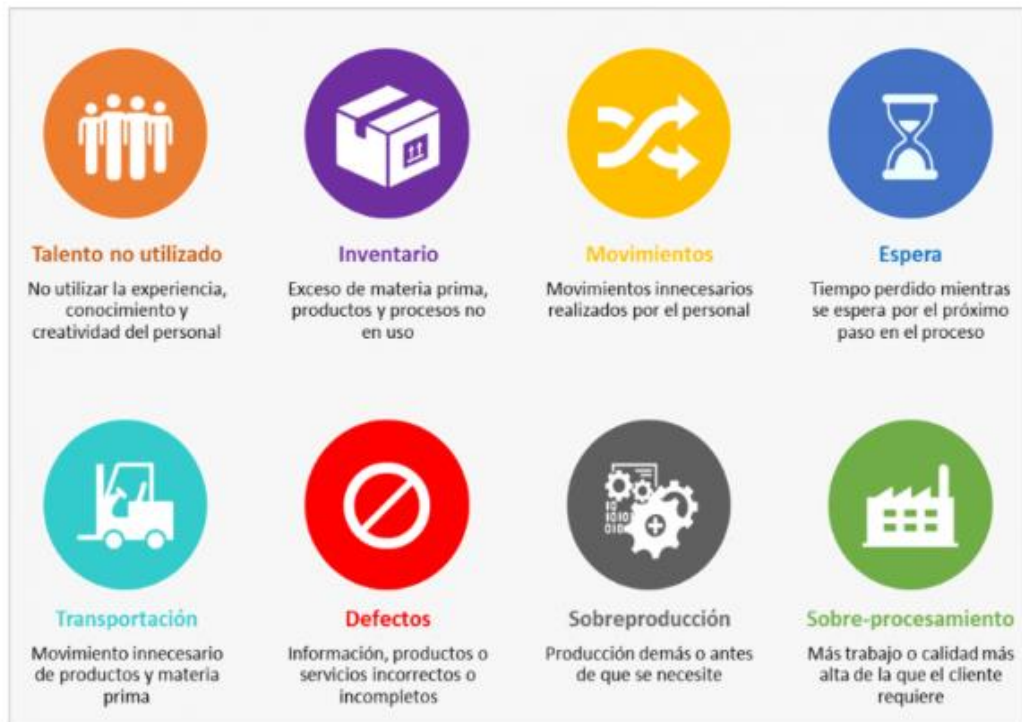 Talento no utilizado
No utilizar la experiencia,
conocimiento y
creatividad del personal
Inventario
Exceso de materia prima,
productos y procesos no
en uso
Movimientos
Movimientos innecesarios
realizados por el personal
Espera
Tiempo perdido mientras
se espera por el próximo
paso en el proceso
10
1010
010
Transportación
Movimiento innecesario
de productos y materia
prima
Defectos
Información, productos o
servicios incorrectos o
incompletos
Sobreproducción
Producción demás o antes
de que se necesite
Sobre-procesamiento
Más trabajo o calidad más
alta de la que el cliente
requiere